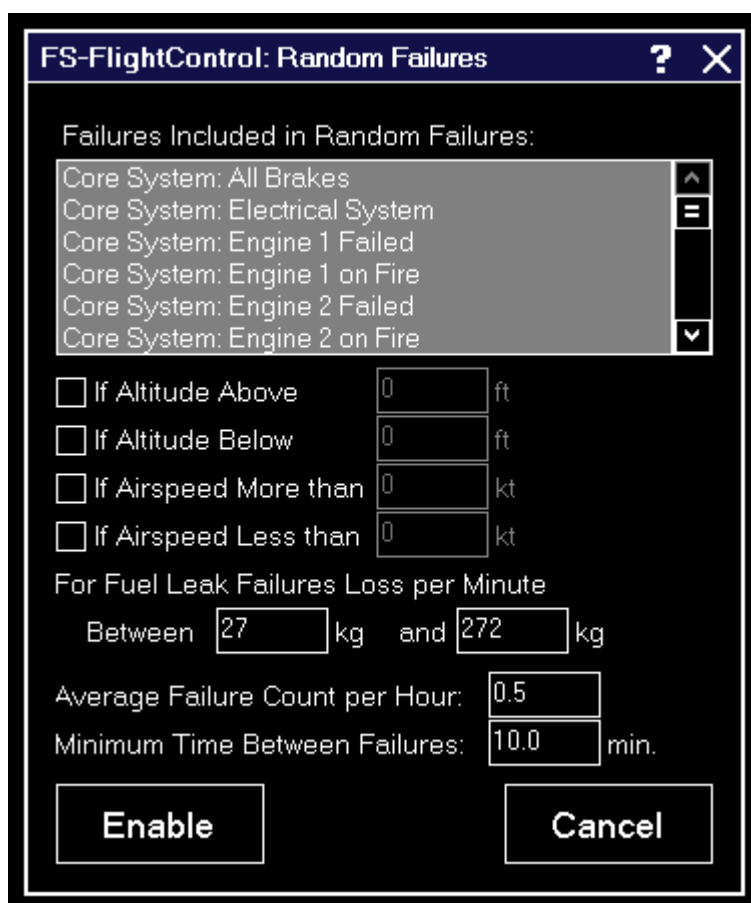 FS-FlightControl: Random Failures ?
Failures Included in Random Failures:
Core System: All Brakes
Core System: Electrical System
Core System: Engine 1 Failed
Core System: Engine 1 on Fire
Core System: Engine 2 Failed
Core System: Engine 2 on Fire
If Altitude Above 0 ft
If Altitude Below 0 ft
If Airspeed More than 0 kt
If Airspeed Less than 0 kt
For Fuel Leak Failures Loss per Minute
Between 27 kg and 272 kg
Average Failure Count per Hour: 0.5
Minimum Time Between Failures: 10.0 min.
Enable Cancel